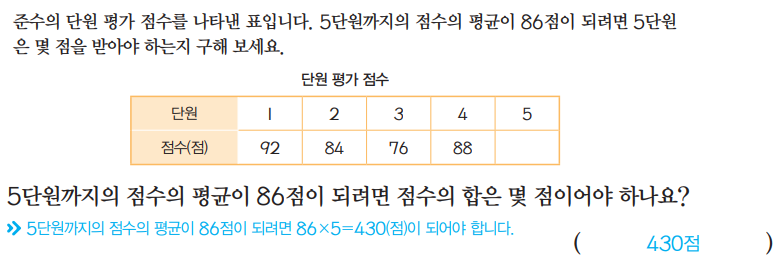 준수의 단원 평가 점수를 나타낸 표입니다. 5단원까지의 점수의 평균이 86점이 되려면 5단원
은 몇 점을 받아야 하는지 구해 보세요.
단원 평가 점수
단원 1 2 3 4 5
점수(점) 92 84 76 88
5단원까지의 점수의 평균이 86점이 되려면 점수의 합은 몇 점이어야 하나요?
≫ 5단원까지의 점수의 평균이 86점이 되려면 86×5=430(점)이 되어야 합니다.
( 430점 )